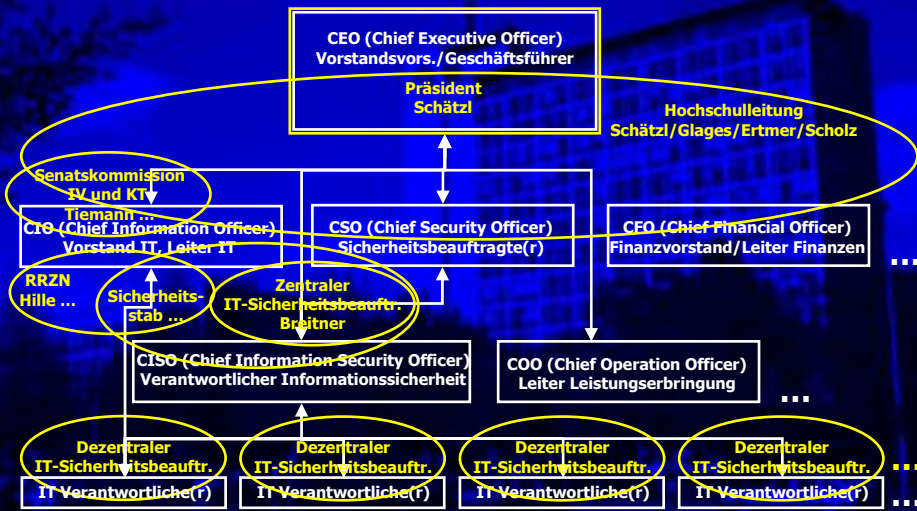 CEO (Chief Executive Officer)
Vorstandsvors./Geschäftsführer
Präsident
Schätzl
Hochschulleitung
Schätzl/Glages/Ertmer/Scholz
Senatskommission
IV und KT
Tiemann ...
CIO (Chief Information Officer)
Vorstand IT, Leiter IT
CSO (Chief Security Officer)
Sicherheitsbeauftragte(r)
CFO (Chief Financial Officer)
Finanzvorstand/Leiter Finanzen
...
RRZN
Hille ...
Sicherheits-
stab ...
Zentraler
IT-Sicherheitsbeauftr.
Breitner
CISO (Chief Information Security Officer)
Verantwortlicher Informationssicherheit
COO (Chief Operation Officer)
Leiter Leistungserbringung
...
Dezentraler
IT-Sicherheitsbeauftr.
IT Verantwortliche(r)
Dezentraler
IT-Sicherheitsbeauftr.
IT Verantwortliche(r)
Dezentraler
IT-Sicherheitsbeauftr.
IT Verantwortliche(r)
Dezentraler
IT-Sicherheitsbeauftr.
IT Verantwortliche(r)
...
...